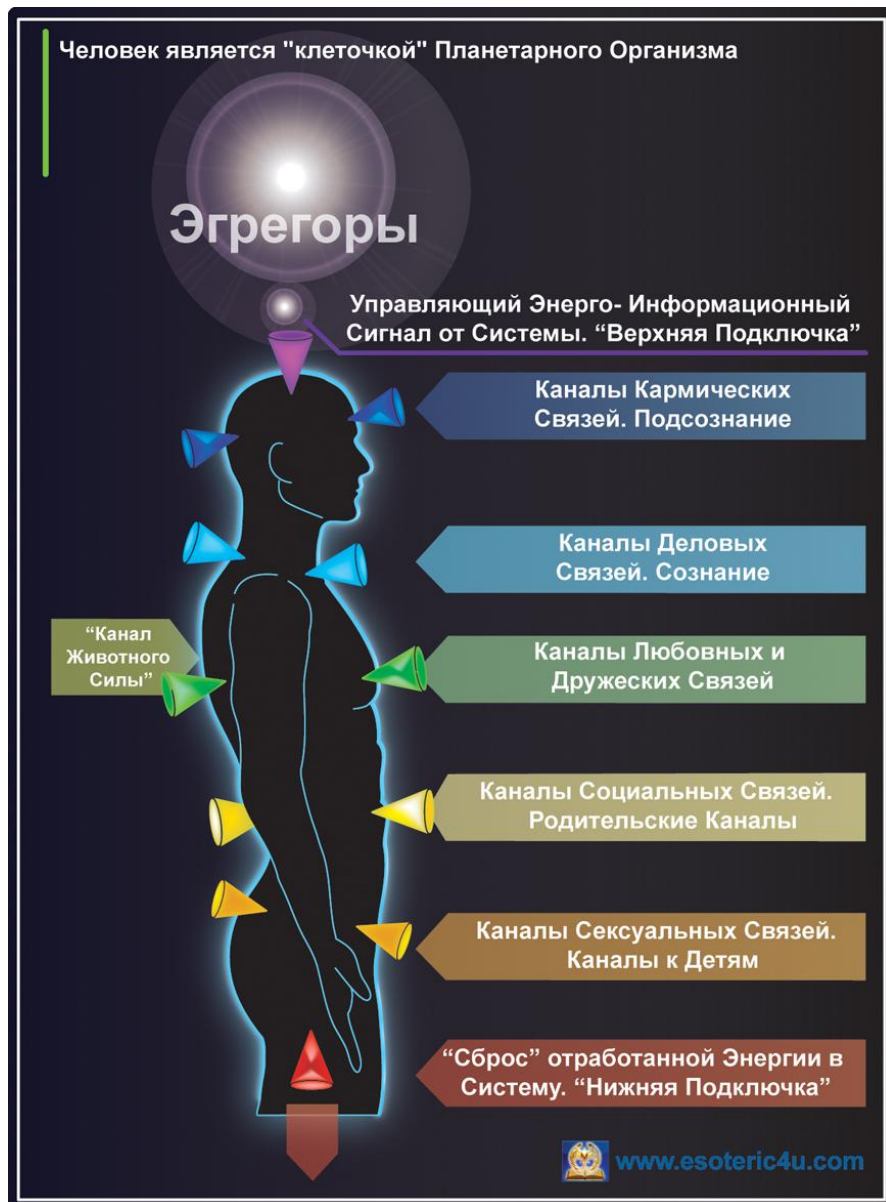 Человек является "клеточкой" Планетарного Организма
Эгрегоры
Управляющий Энерго- Информационный
Сигнал от Системы. “Верхняя Подключка”
Каналы Кармических
Связей. Подсознание
Каналы Деловых
Связей. Сознание
“Канал
Животного
Силы”
Каналы Любовных и
Дружеских Связей
Каналы Социальных Связей.
Родительские Каналы
Каналы Сексуальных Связей.
Каналы к Детям
“Сброс” отработанной Энергии в
Систему. “Нижняя Подключка”
www.esoteric4u.com